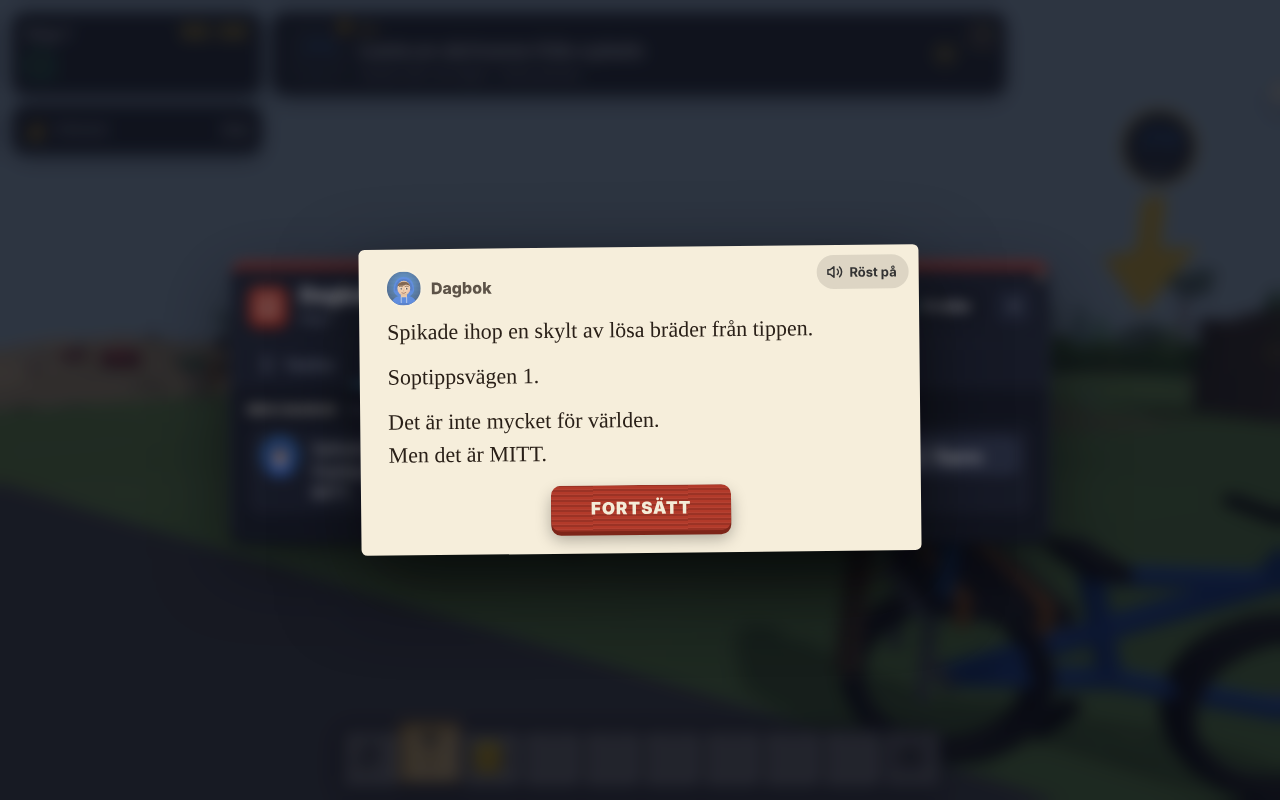 Röst på
Dagbok
Spikade ihop en skylt av lösa bräder från tippen.
Soptippsvägen 1.
Det är inte mycket för världen.
Men det är MITT.
FORTSÄTT